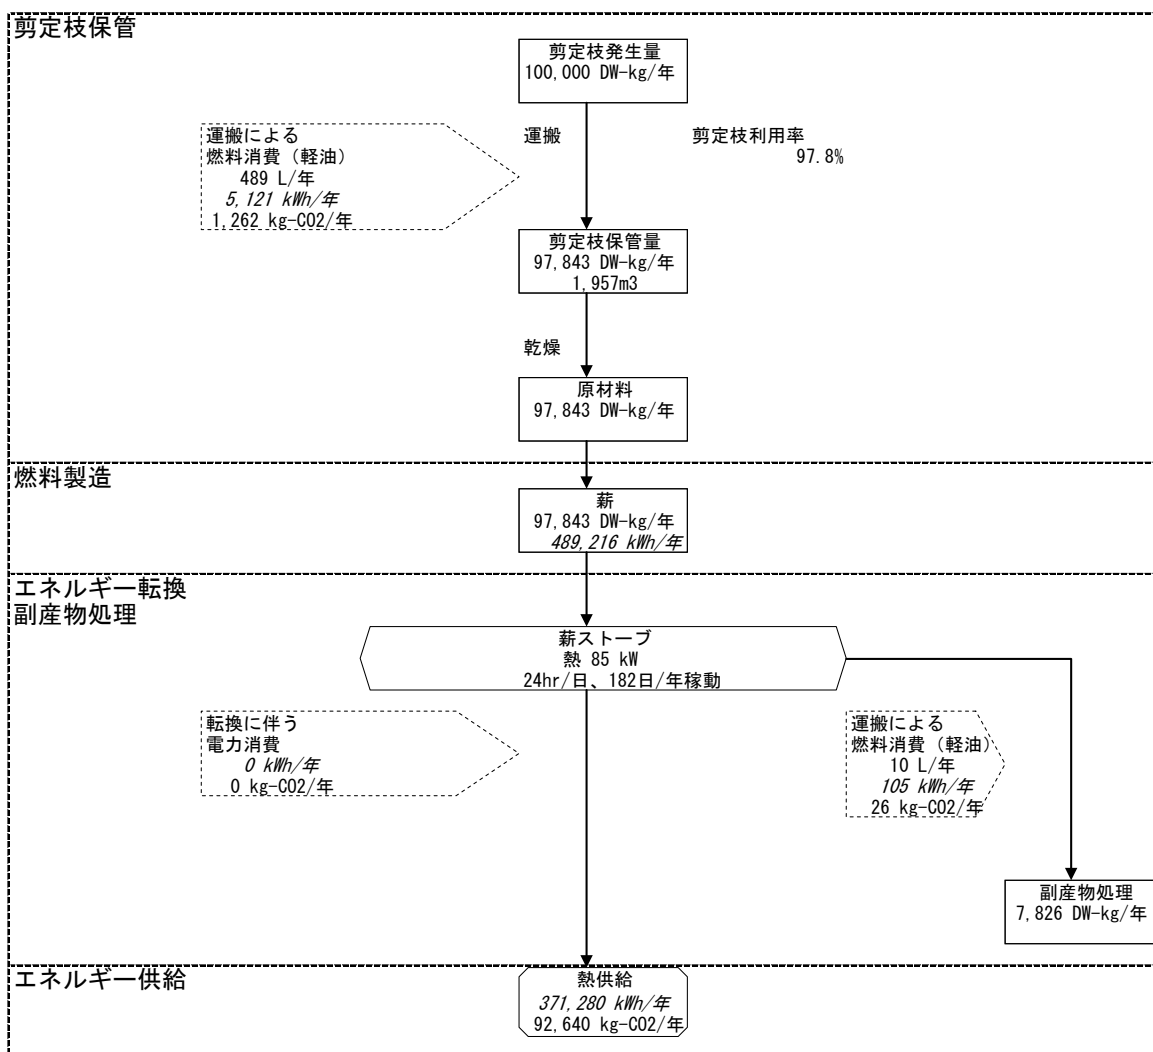 剪定枝保管
剪定枝発生量
100,000 DW-kg/年
運搬による
燃料消費（軽油）
489 L/年
5,121 kWh/年
1,262 kg-CO2/年
運搬
剪定枝利用率
97.8%
剪定枝保管量
97,843 DW-kg/年
1,957m3
乾燥
原材料
97,843 DW-kg/年
燃料製造
薪
97,843 DW-kg/年
489,216 kWh/年
エネルギー転換
副産物処理
薪ストーブ
熱 85 kW
24hr/日、182日/年稼動
転換に伴う
電力消費
0 kWh/年
0 kg-CO2/年
運搬による
燃料消費（軽油）
10 L/年
105 kWh/年
26 kg-CO2/年
副産物処理
7,826 DW-kg/年
エネルギー供給
熱供給
371,280 kWh/年
92,640 kg-CO2/年